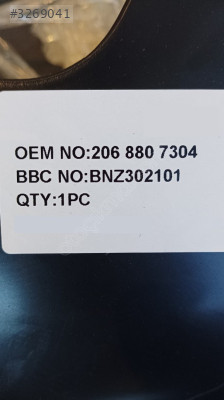 #3269041
OEM NO:206 880 7304
BBC NO:BNZ302101
QTY:1PC